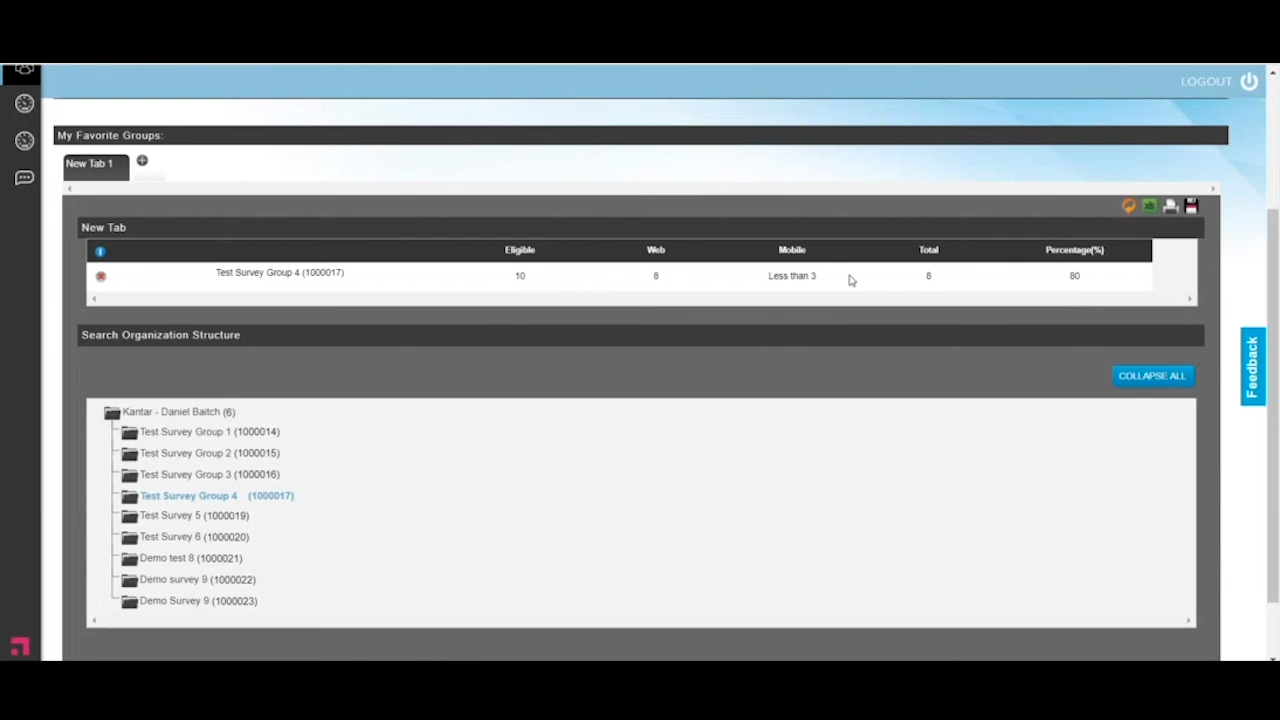 LOGOUT
My Favorite Groups:
New Tab 1
New Tab
Eligible Web Mobile Total Percentage(%)
Test Survey Group 4 (1000017) 10 8 Less than 3 8 80
Search Organization Structure
Feedback
COLLAPSE ALL
Kantar - Daniel Baitch (6)
Test Survey Group 1 (1000014)
Test Survey Group 2 (1000015)
Test Survey Group 3 (1000016)
Test Survey Group 4 (1000017)
Test Survey 5 (1000019)
Test Survey 6 (1000020)
Demo test 8 (1000021)
Demo survey 9 (1000022)
Demo Survey 9 (1000023)